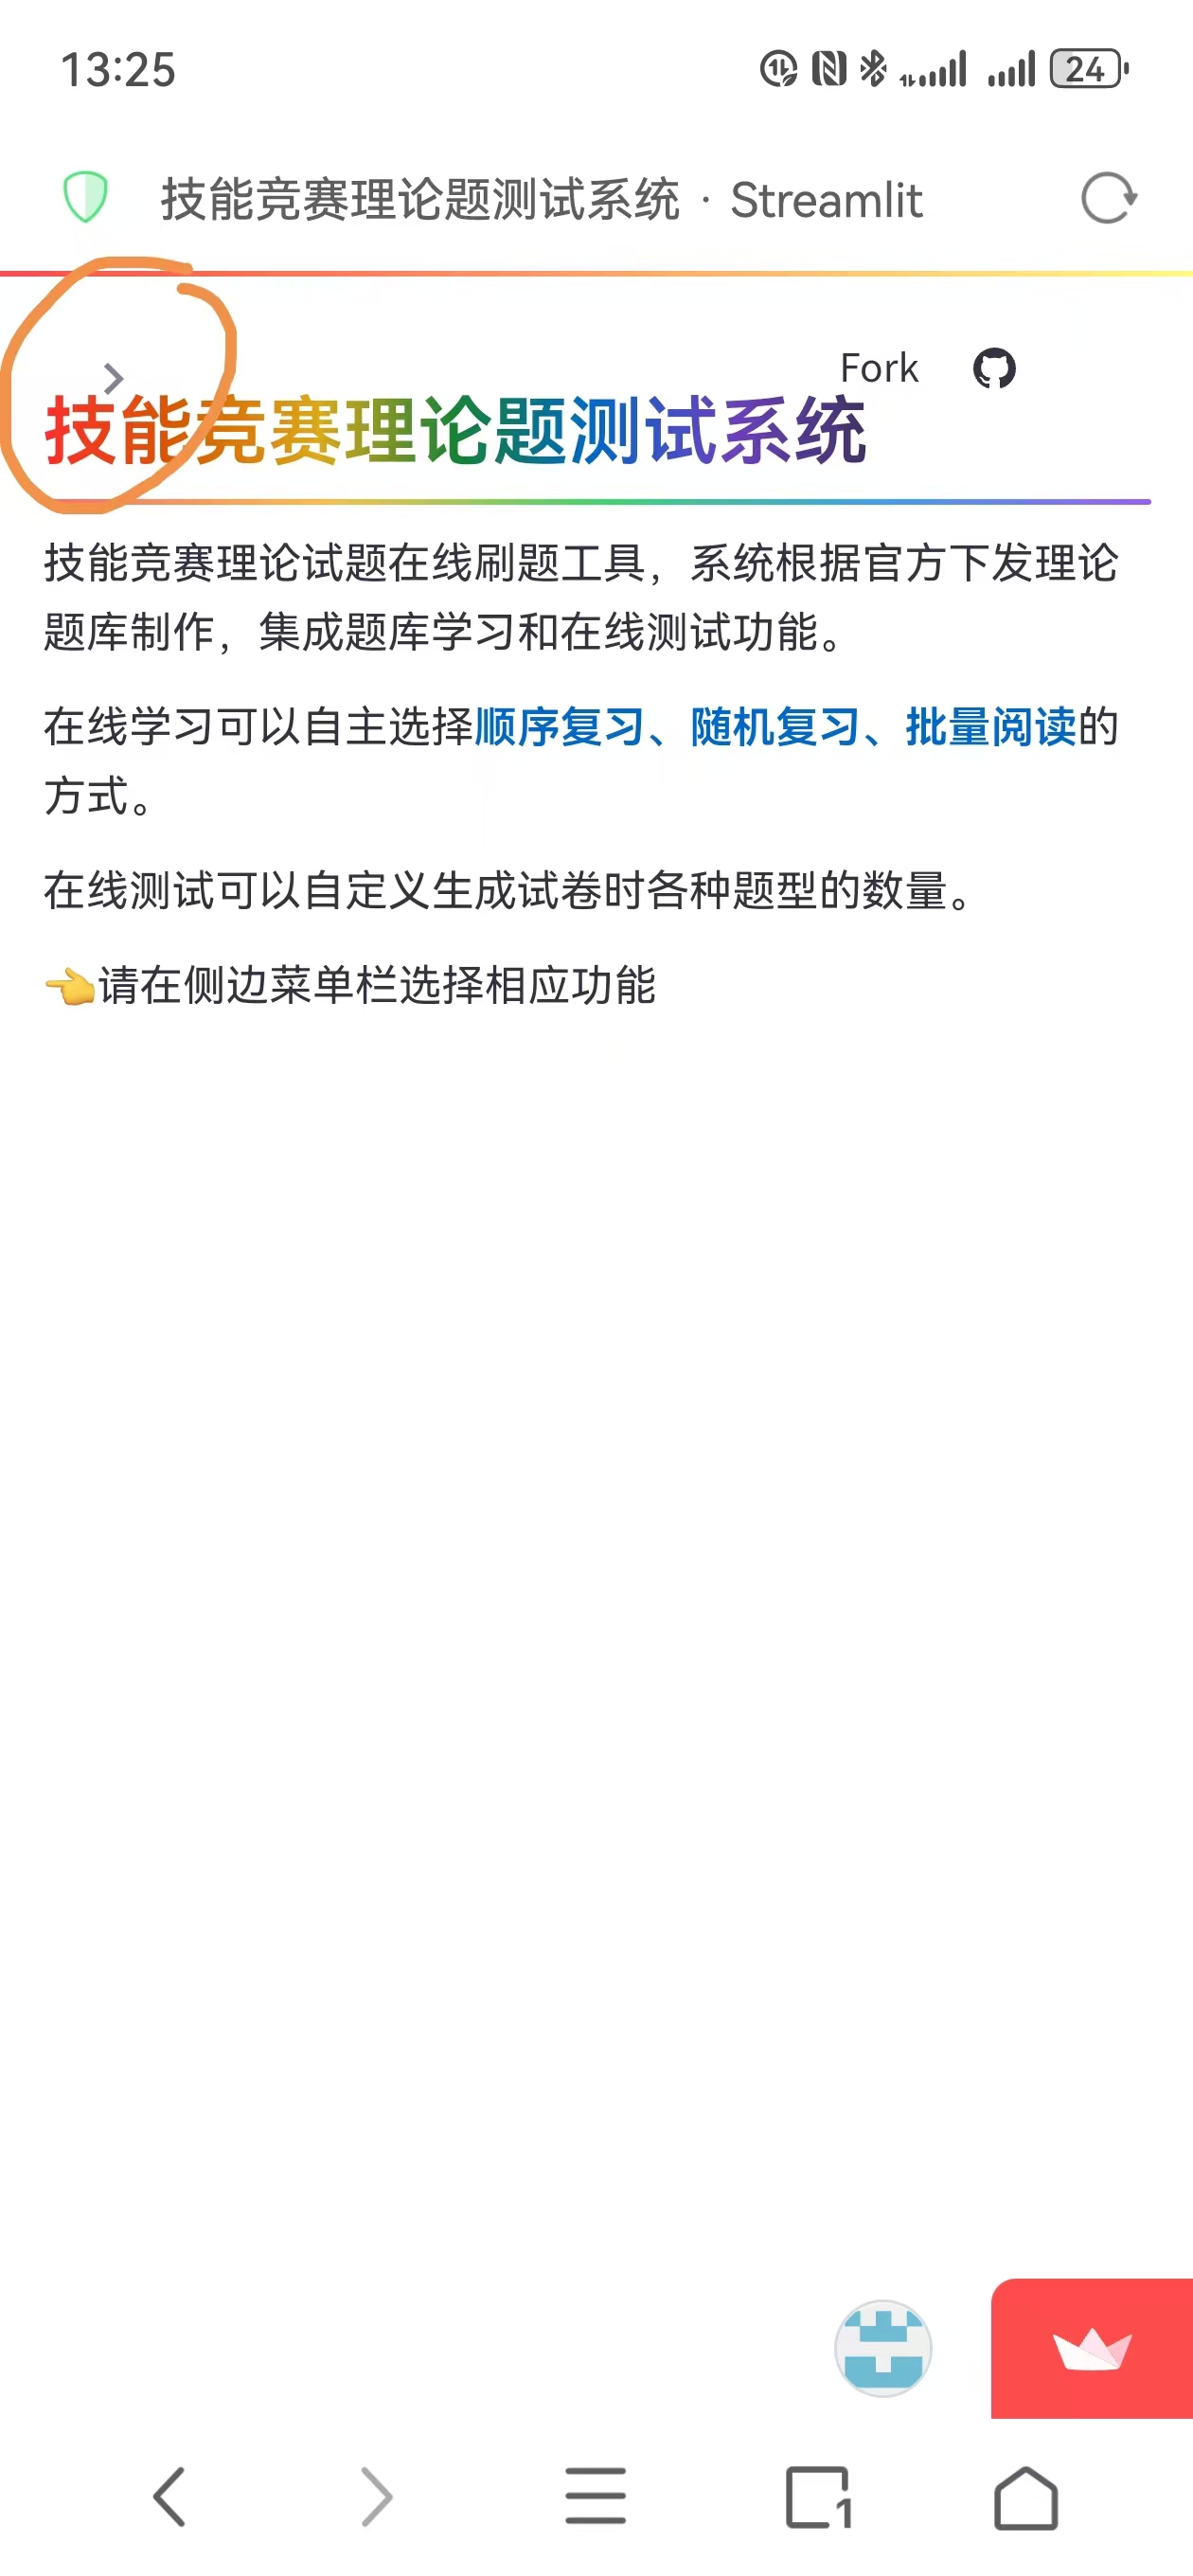 13:25
24
技能竞赛理论题测试系统 · Streamlit
Fork
技能竞赛理论题测试系统
技能竞赛理论试题在线刷题工具，系统根据官方下发理论
题库制作，集成题库学习和在线测试功能。
在线学习可以自主选择顺序复习、随机复习、批量阅读的
方式。
在线测试可以自定义生成试卷时各种题型的数量。
👈请在侧边菜单栏选择相应功能
1